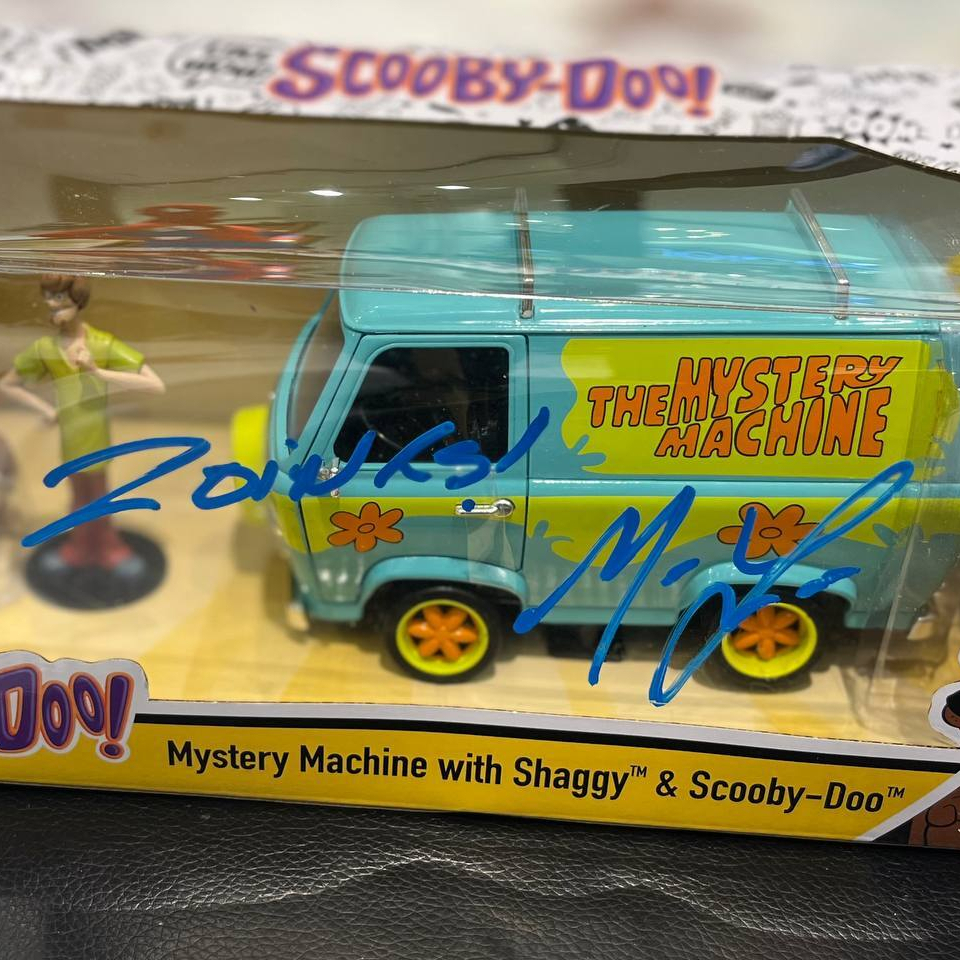 SCOOBY-DOO!
THE MYSTERY
MACHINE
ZOINKS!
DOO!
Mystery Machine with Shaggy™ & Scooby-Doo™